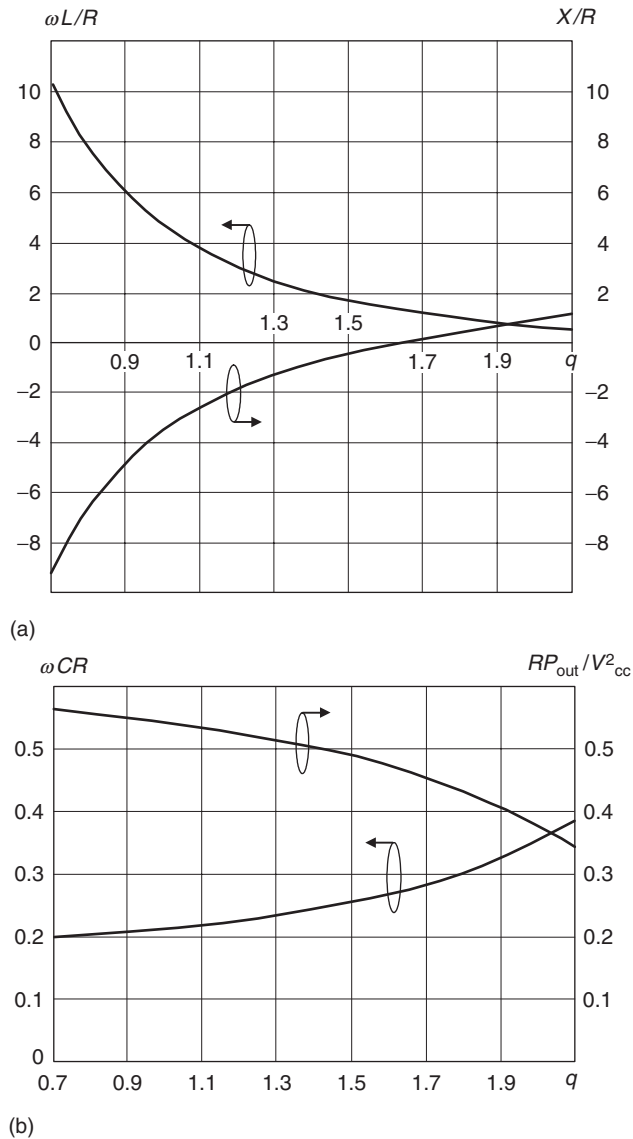 ωL/R X/R
10 10
8 8
6 6
4 4
2 2
1.3 1.5
0 0
0.9 1.1 1.7 1.9 q
–2 –2
–4 –4
–6 –6
–8 –8
(a)
ωCR RP_out/V²_cc
0.5 0.5
0.4 0.4
0.3 0.3
0.2 0.2
0.1 0.1
0
0.7 0.9 1.1 1.3 1.5 1.7 1.9 q
(b)